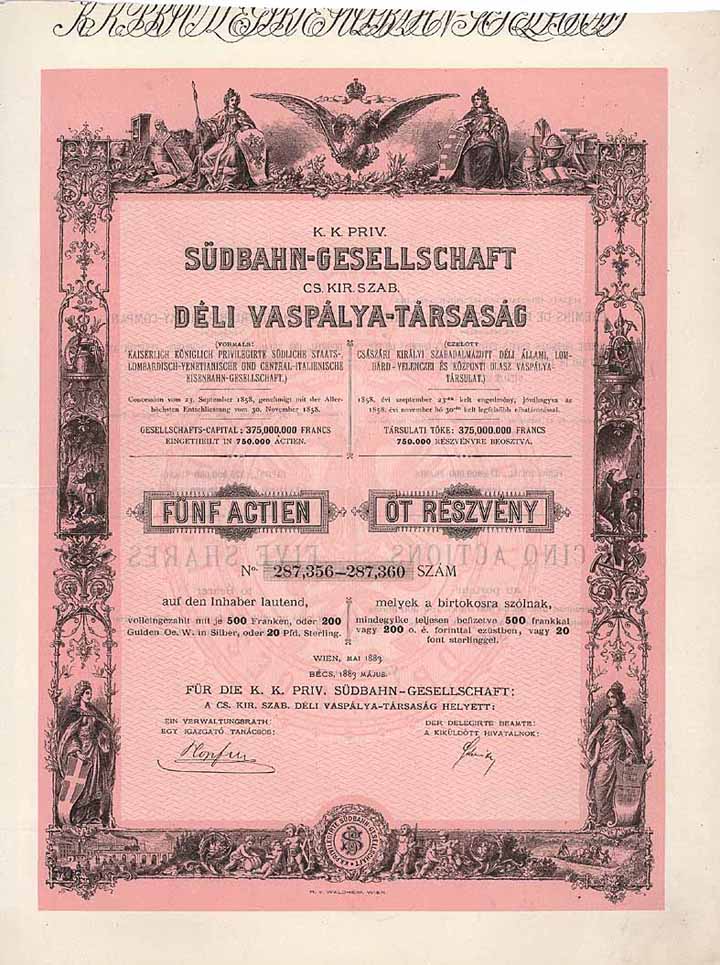 K. K. PRIV.
SÜDBAHN-GESELLSCHAFT
CS. KIR. SZAB.
DÉLI VASPÁLYA-TÁRSASÁG
(VORMALS:
KAISERLICH KÖNIGLICH PRIVILEGIRTE SÜDLICHE STAATS-
LOMBARDISCH-VENETIANISCHE UND CENTRAL-ITALIENISCHE
EISENBAHN-GESELLSCHAFT.)
Concession vom 23. September 1858, genehmigt mit der Aller-
höchsten Entschliessung vom 30. November 1858.
GESELLSCHAFTS-CAPITAL: 375,000.000 FRANCS
EINGETHEILT IN 750.000 ACTIEN.
(EZELŐTT
CSÁSZÁRI KIRÁLYI SZABADALMAZOTT DÉLI ÁLLAMI, LOM-
BARD-VELENCZEI ÉS KÖZPONTI OLASZ VASPÁLYA-
TÁRSULAT.)
1858. évi szeptember 23-án kelt engedmény, jóváhagyva az
1858. évi november hó 30-án kelt legfelsőbb elhatározással.
TÁRSULATI TŐKE: 375,000.000 FRANCS
750.000 RÉSZVÉNYRE BEOSZTVA.
FÜNF ACTIEN
ÖT RÉSZVÉNY
No. 287,356–287,360 SZÁM
auf den Inhaber lautend,
volleingezahlt mit je 500 Franken, oder 200
Gulden Oe. W. in Silber, oder 20 Pfd. Sterling.
melyek a birtokosra szólnak,
mindegyike teljesen befizetve 500 frankkal
vagy 200 o. é. forinttal ezüstben, vagy 20
font sterlinggel.
WIEN, MAI 1883.
BÉCS, 1883 MÁJUS.
FÜR DIE K. K. PRIV. SÜDBAHN-GESELLSCHAFT:
A CS. KIR. SZAB. DÉLI VASPÁLYA-TÁRSASÁG HELYETT:
EIN VERWALTUNGSRATH:
EGY IGAZGATÓ TANÁCSOS:
DER DELEGIRTE BEAMTE:
A KIKÜLDÖTT HIVATALNOK:
K. K. PRIVILEGIRTE SÜDBAHN-GESELLSCHAFT
R. V. WALDHEIM, WIEN.